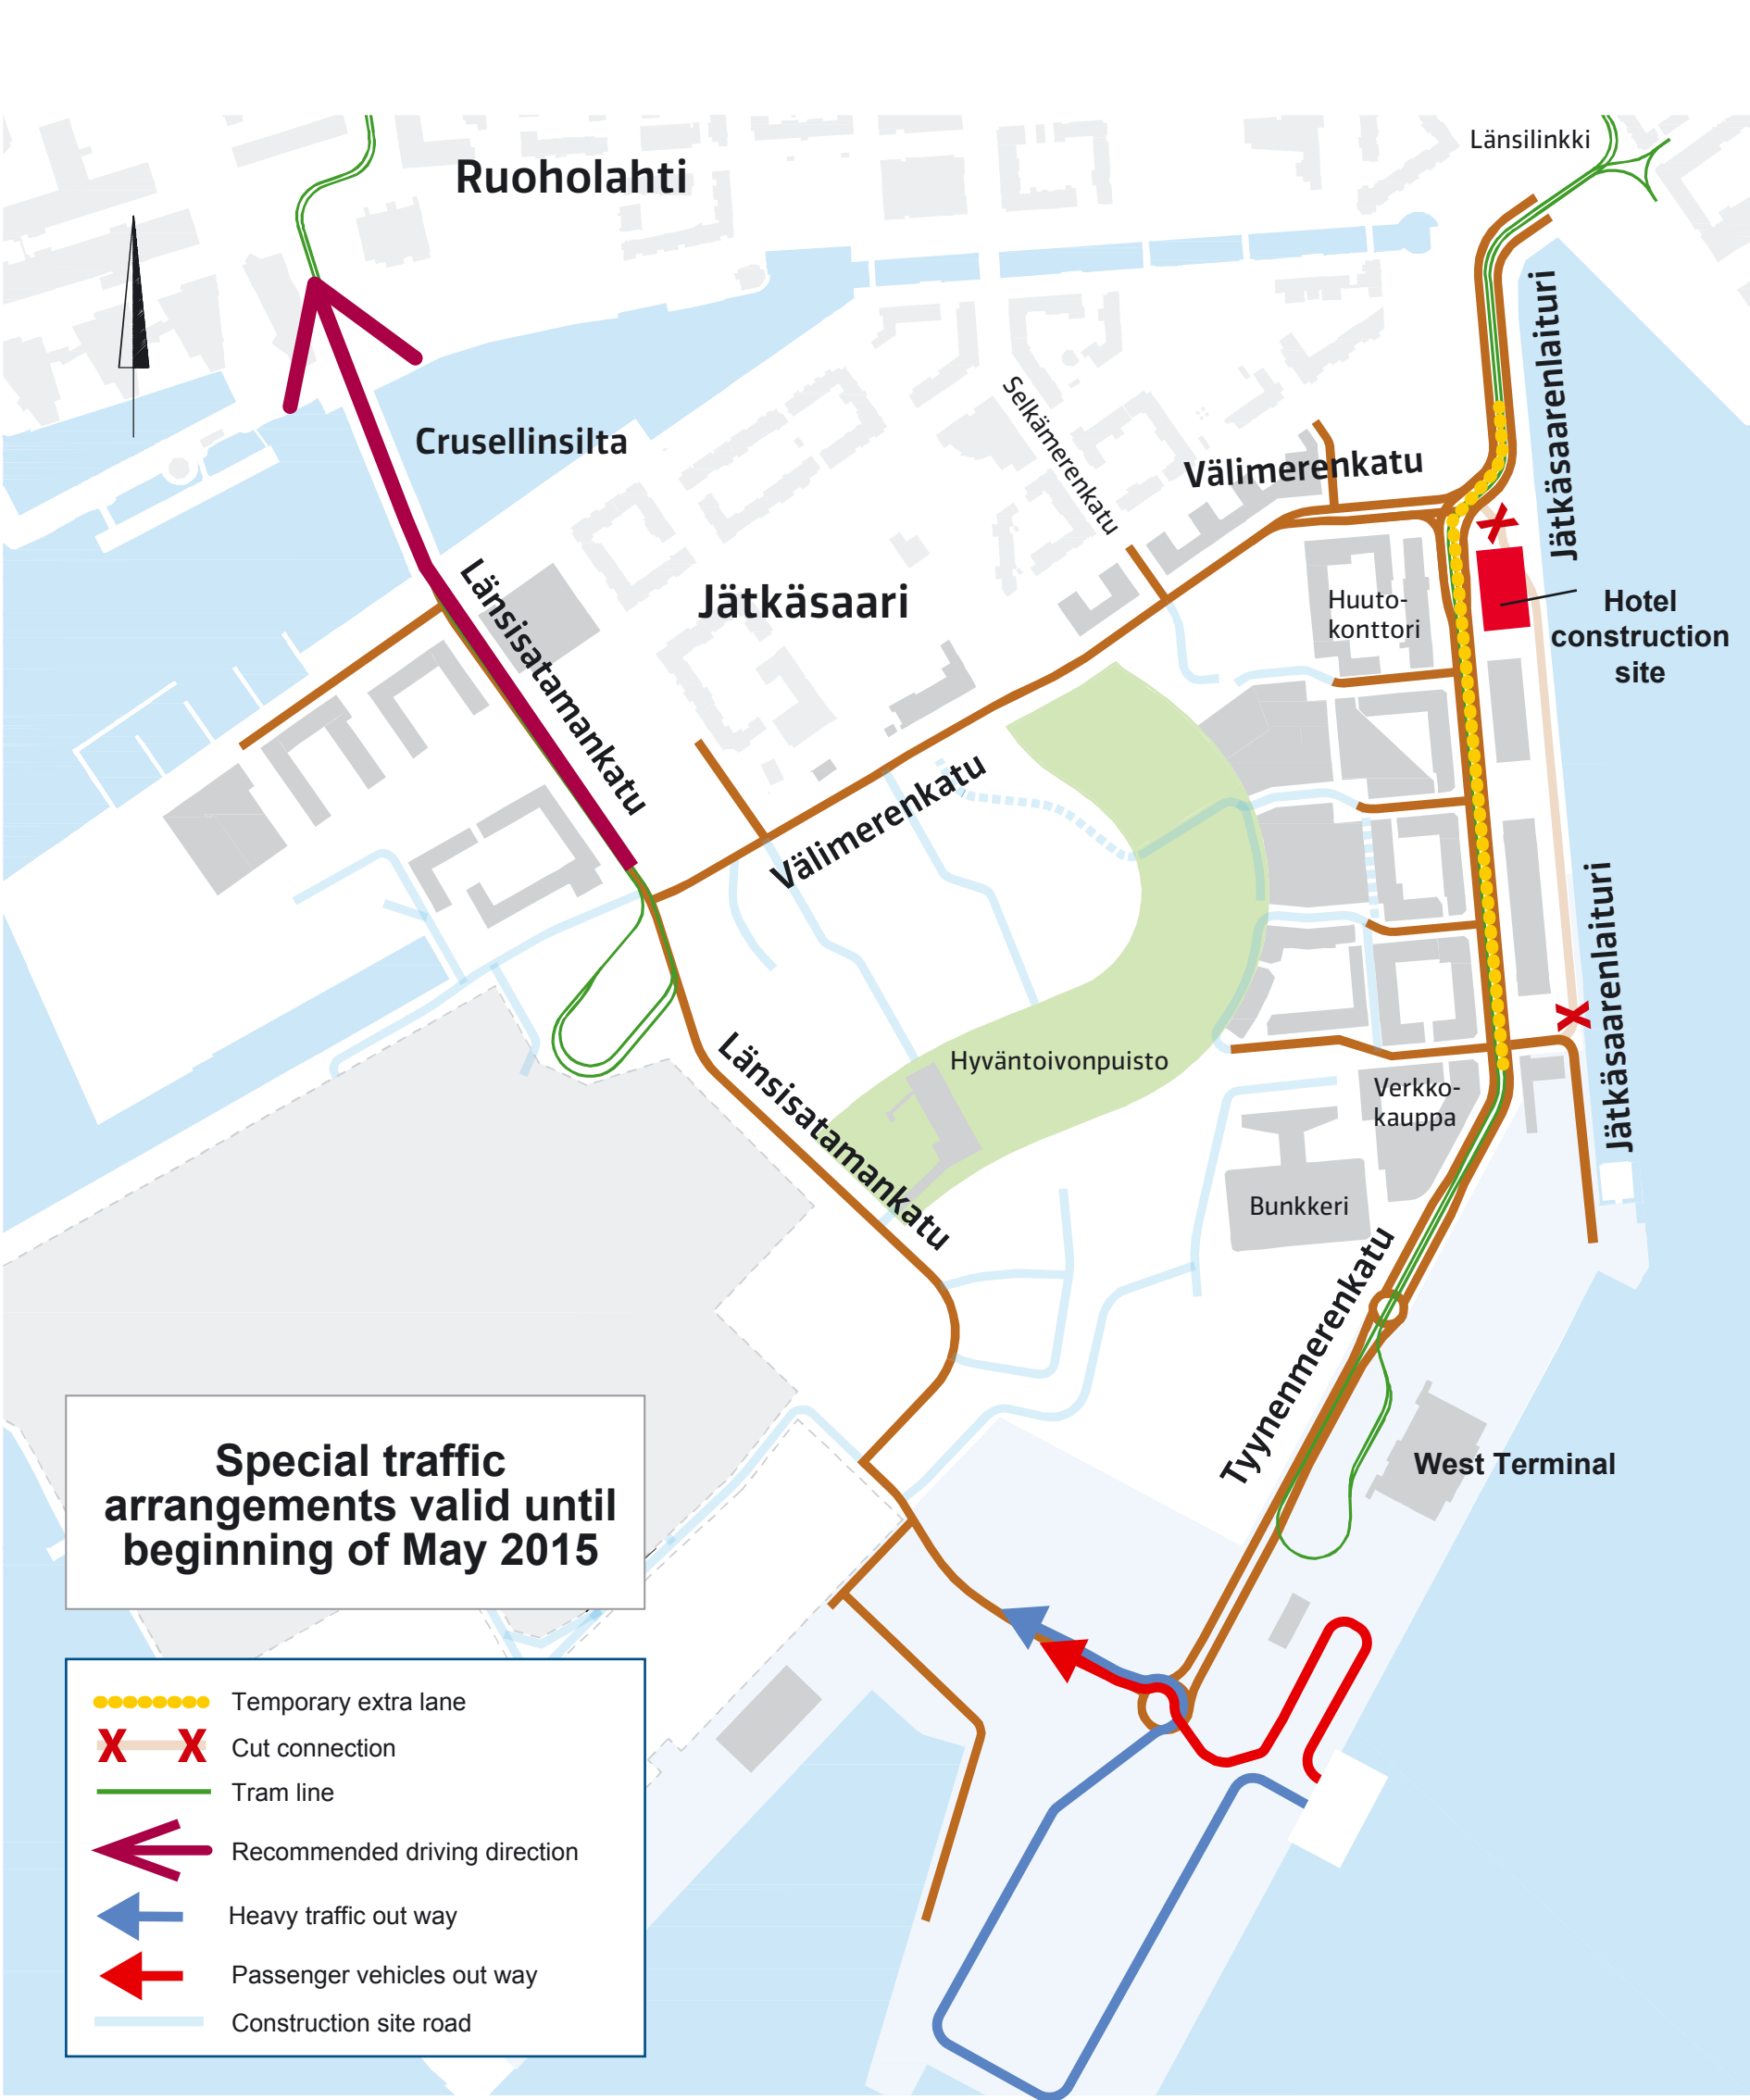 Länsilinkki
Ruoholahti
Jätkäsaarenlaituri
Crusellinsilta
Selkämerenkatu
Välimerenkatu
Länsisatamankatu
Jätkäsaari
Huuto-
konttori
Hotel
construction
site
Välimerenkatu
Jätkäsaarenlaituri
Hyväntoivonpuisto
Länsisatamankatu
Verkko-
kauppa
Bunkkeri
Tyynenmerenkatu
West Terminal
X
X
Special traffic
arrangements valid until
beginning of May 2015
Temporary extra lane
X X
Cut connection
Tram line
Recommended driving direction
Heavy traffic out way
Passenger vehicles out way
Construction site road